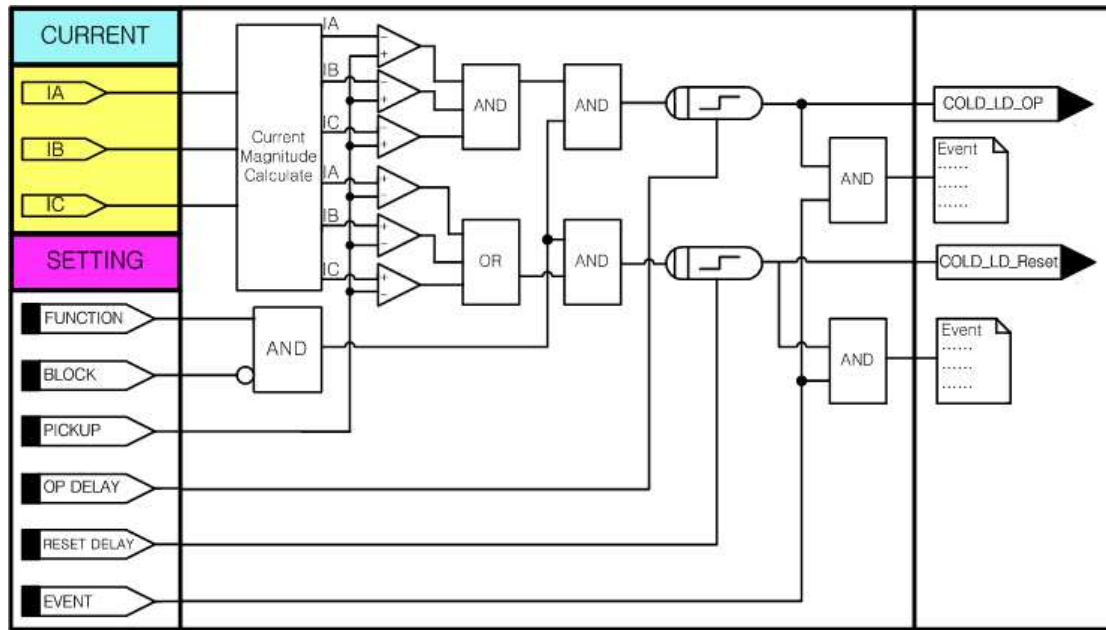 CURRENT
IA
IB
IC
SETTING
FUNCTION
BLOCK
PICKUP
OP DELAY
RESET DELAY
EVENT
Current
Magnitude
Calculate
IA
IB
IC
IA
IB
IC
AND
OR
AND
AND
AND
AND
AND
COLD_LD_OP
Event
......
......
......
COLD_LD_Reset
Event
......
......
......